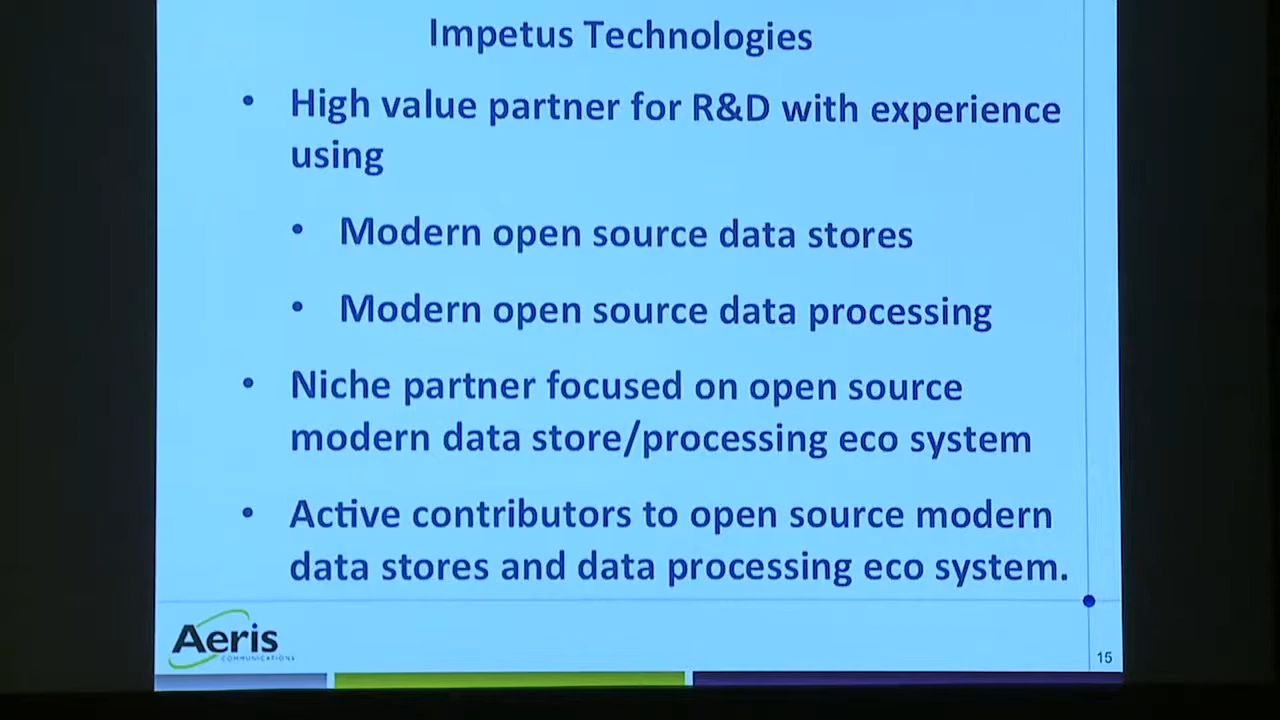 Impetus Technologies
• High value partner for R&D with experience
using
• Modern open source data stores
• Modern open source data processing
• Niche partner focused on open source
modern data store/processing eco system
• Active contributors to open source modern
data stores and data processing eco system.
Aeris
COMMUNICATIONS
15